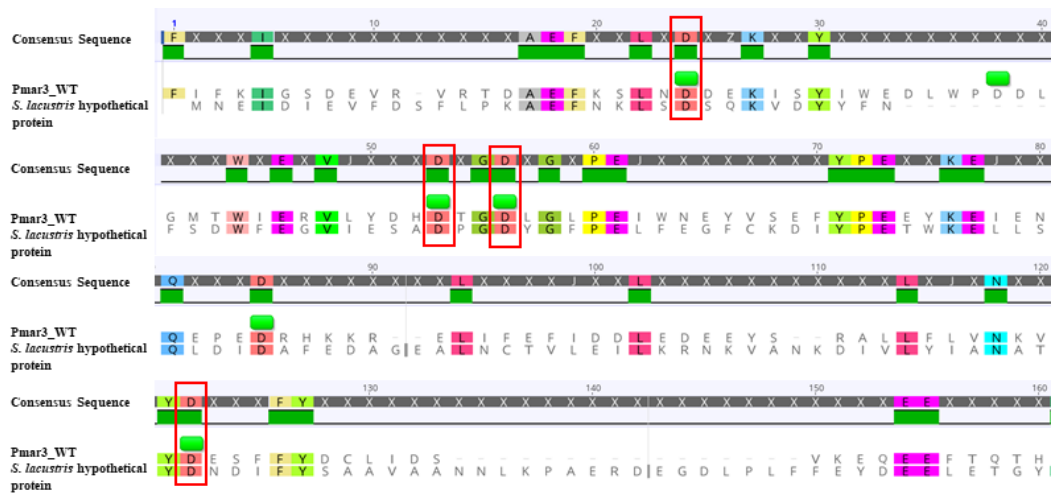 1 10 20 30 40
Consensus Sequence F X X X I X X X X X X X X X X X A E F X X L X D X Z K X X Y X X X X X X X X X X
Pmar3_WT F I F K I G S D E V R - V R T D A E F K S L N D D E K I S Y I W E D L W P D D L
S. lacustris hypothetical M N E I D I E V F D S F L P K A E F N K L S D S Q K V D Y F N - - - - - - - -
protein
50 60 70 80
Consensus Sequence X X X W X E X V J X X X D X G D X G X P E J X X X X X X X X Y P E X X K E J X X
Pmar3_WT G M T W I E R V L Y D H D T G D L G L P E I W N E Y V S E F Y P E E Y K E I E N
S. lacustris hypothetical F S D W F E G V I E S A D P G D Y G F P E L F E G F C K D I Y P E T W K E L L S
protein
90 100 110 120
Consensus Sequence Q X X X D X X X X X X X X L X X X J X X X L X X X X X X X X X X X L X J X N X X
Pmar3_WT Q E P E D R H K K R - - E L I F E F I D D L E D E E Y S - - R A L L F L V N K V
S. lacustris hypothetical Q L D I D A F E D A G E A L N C T V L E I L K R N K V A N K D I V L Y I A N A T
protein
130 140 150 160
Consensus Sequence Y D X X X F Y X X X X X X X X X X X X X X X X X X X X X X X X X X E E X X X X X
Pmar3_WT Y D E S F F Y D C L I D S - - - - - - - - - - - - - - - - V K E Q E E F T Q T H
S. lacustris hypothetical Y D N D I F Y S A A V A A N N L K P A E R D E G D L P L F F E Y D E E L E T G Y
protein